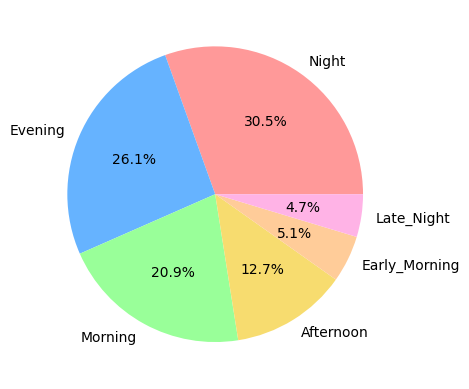 Night
30.5%
Evening
26.1%
Morning
20.9%
Afternoon
12.7%
Early_Morning
5.1%
Late_Night
4.7%